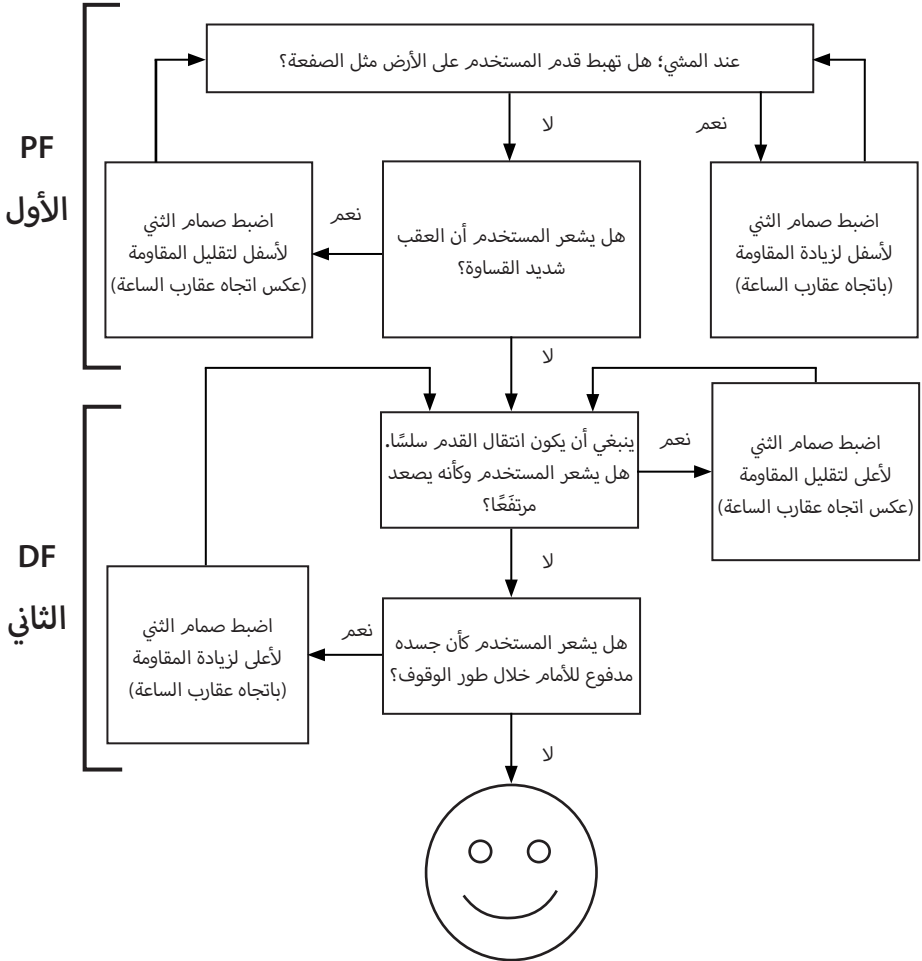 عند المشي؛ هل تهبط قدم المستخدم على الأرض مثل الصفعة؟
لا
نعم
PF
الأول
اضبط صمام الثني
لأسفل لزيادة المقاومة
(باتجاه عقارب الساعة)
هل يشعر المستخدم أن العقب
شديد القساوة؟
نعم
اضبط صمام الثني
لأسفل لتقليل المقاومة
(عكس اتجاه عقارب الساعة)
لا
ينبغي أن يكون انتقال القدم سلسًا.
هل يشعر المستخدم وكأنه يصعد
مرتفَعًا؟
نعم
اضبط صمام الثني
لأعلى لتقليل المقاومة
(عكس اتجاه عقارب الساعة)
DF
الثاني
لا
هل يشعر المستخدم كأن جسده
مدفوع للأمام خلال طور الوقوف؟
نعم
اضبط صمام الثني
لأعلى لزيادة المقاومة
(باتجاه عقارب الساعة)
لا